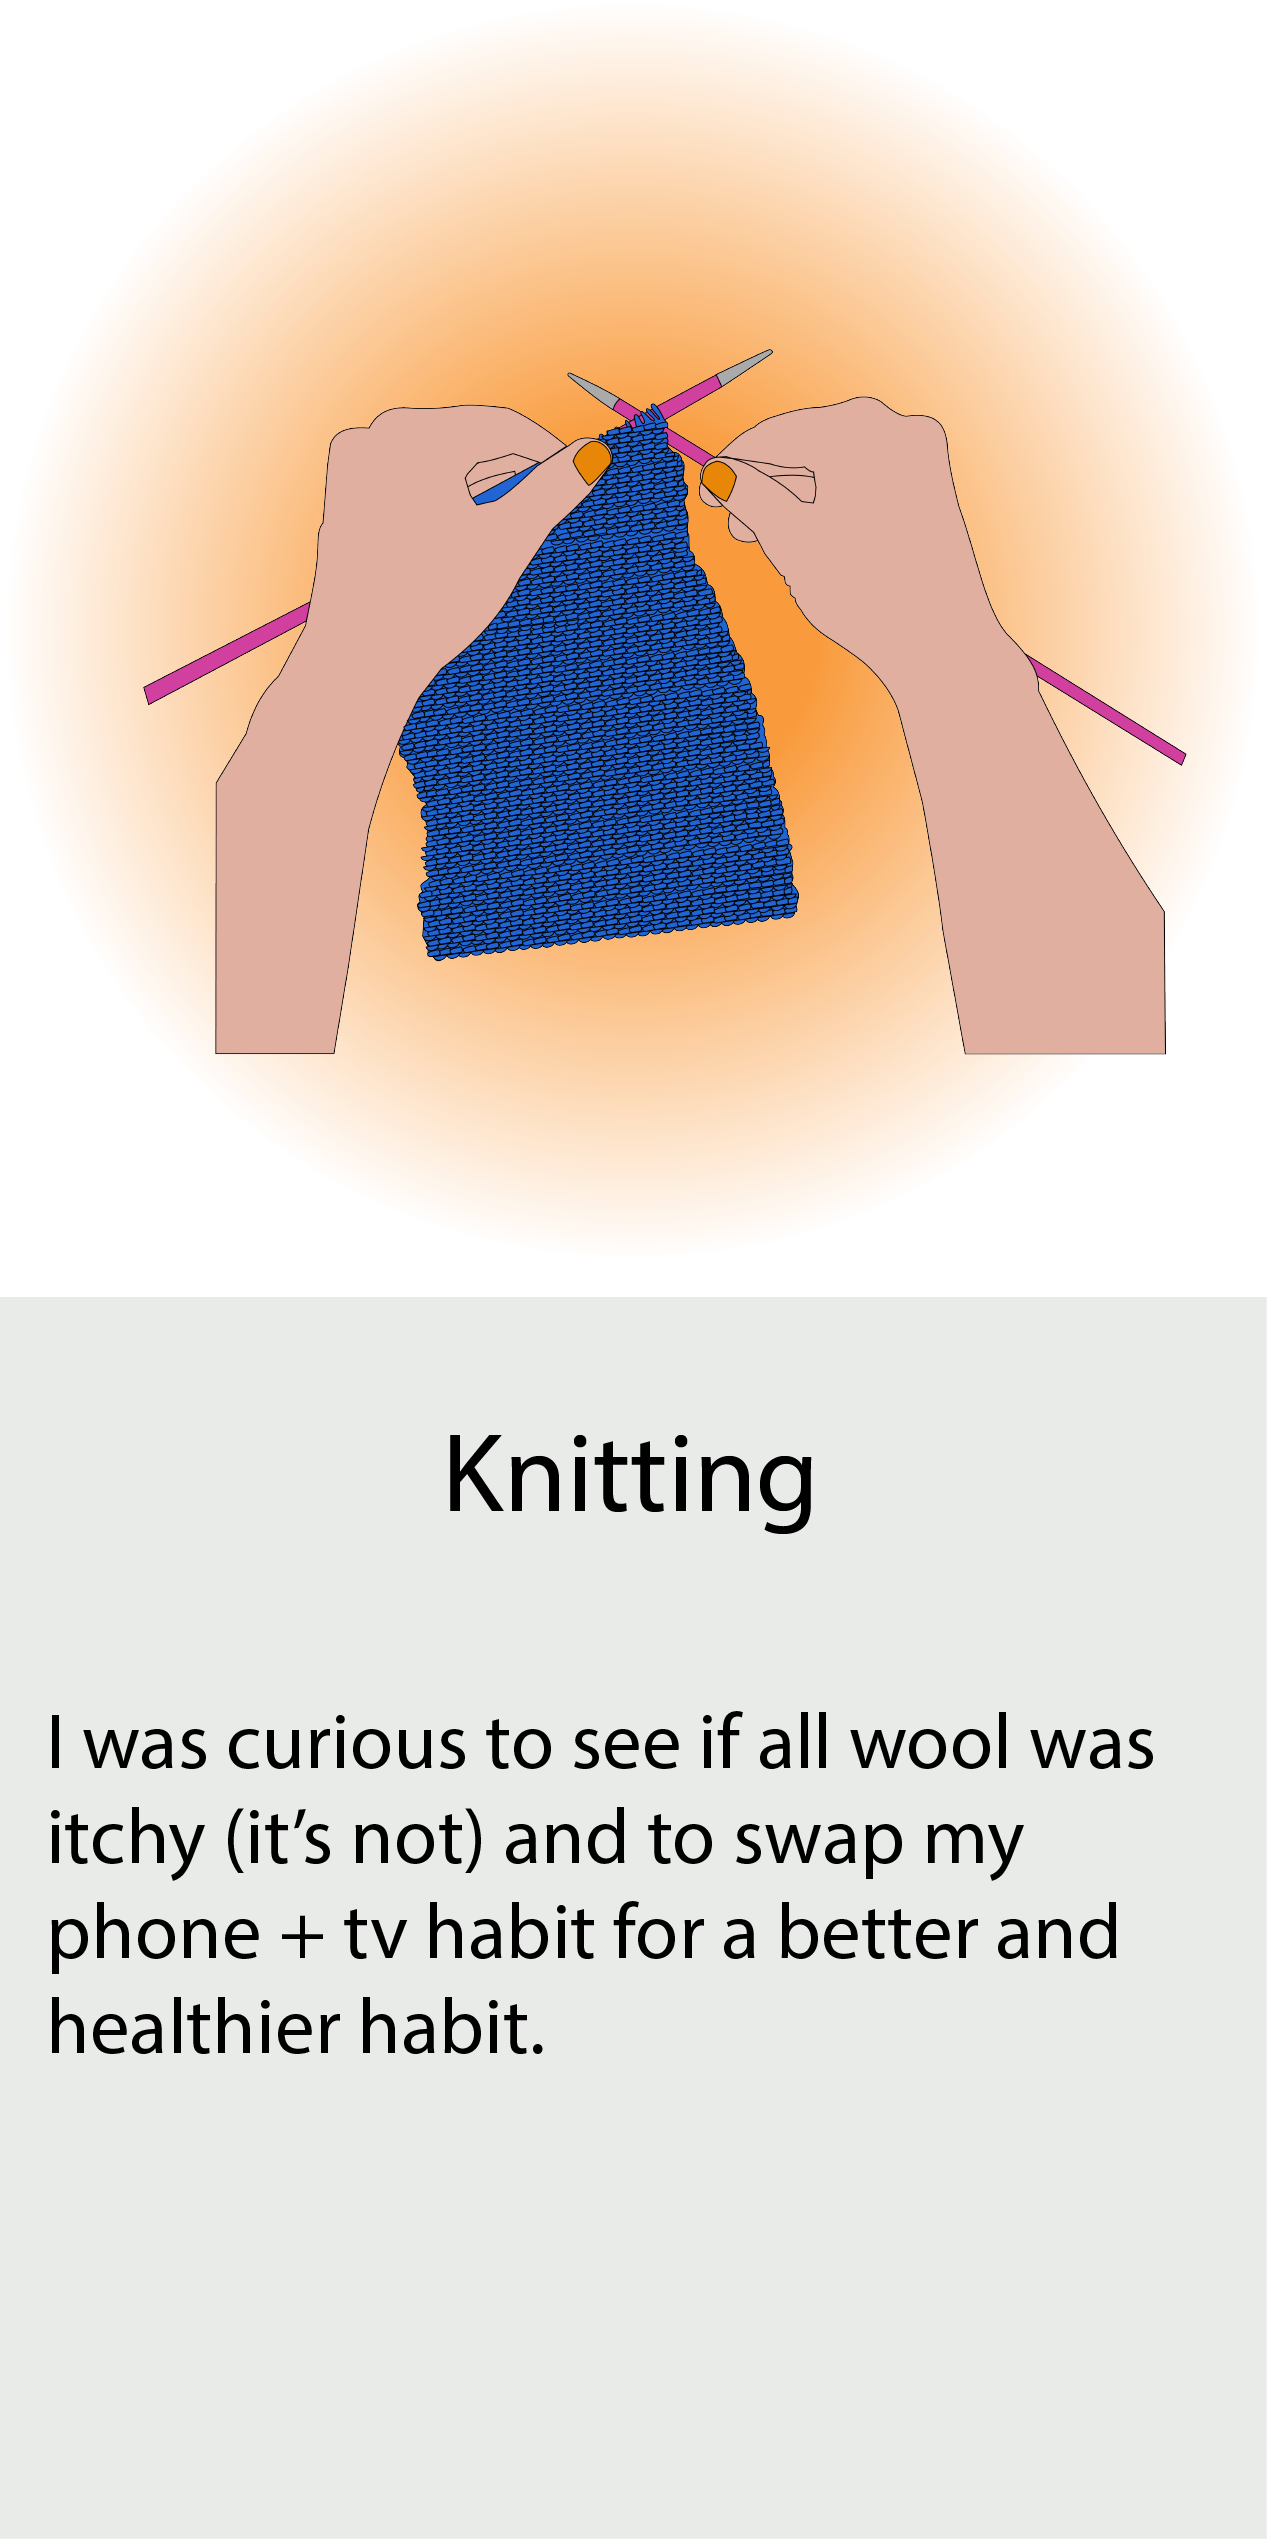 Knitting
I was curious to see if all wool was
itchy (it’s not) and to swap my
phone + tv habit for a better and
healthier habit.